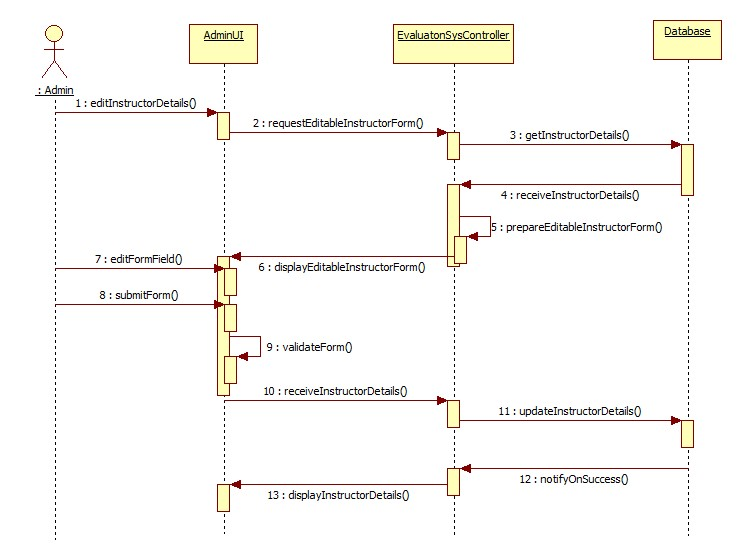 AdminUI
EvaluatonSysController
Database
: Admin
1 : editInstructorDetails()
2 : requestEditableInstructorForm()
3 : getInstructorDetails()
4 : receiveInstructorDetails()
5 : prepareEditableInstructorForm()
7 : editFormField()
6 : displayEditableInstructorForm()
8 : submitForm()
9 : validateForm()
10 : receiveInstructorDetails()
11 : updateInstructorDetails()
12 : notifyOnSuccess()
13 : displayInstructorDetails()